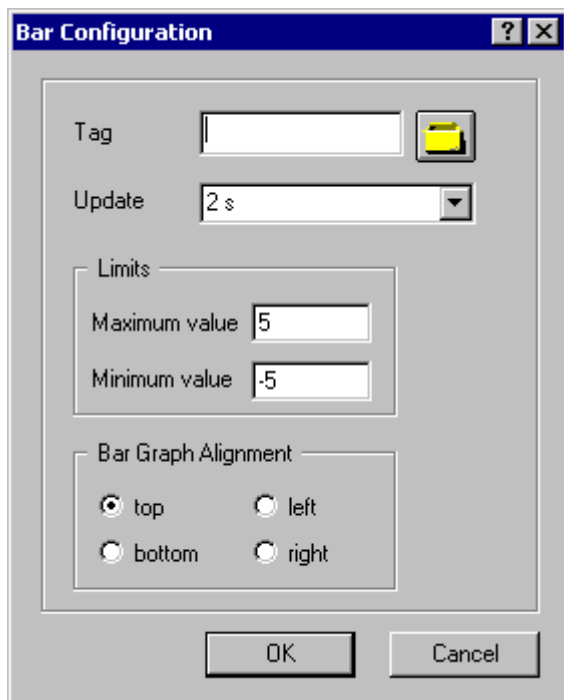 Bar Configuration
Tag
Update 2 s
Limits
Maximum value 5
Minimum value -5
Bar Graph Alignment
top left
bottom right
OK Cancel